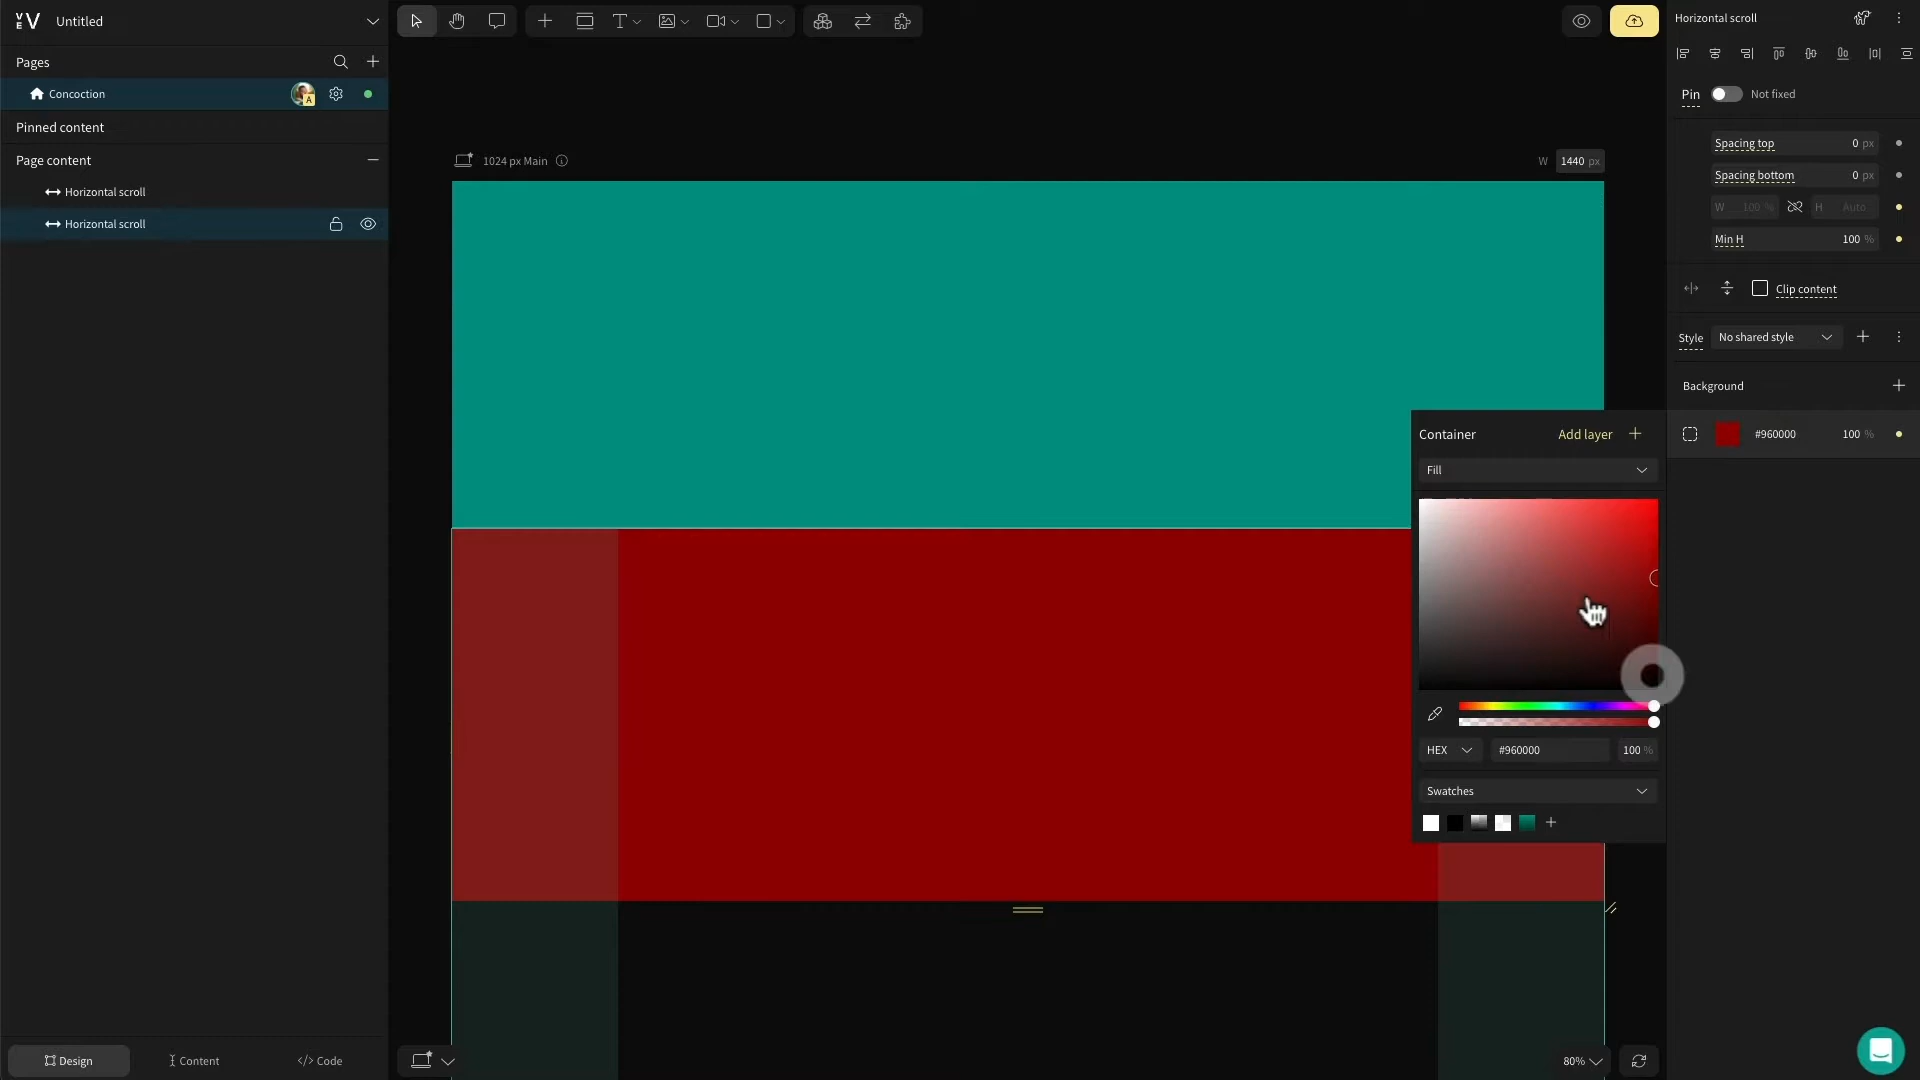 Untitled
Pages
Concoction
A
Pinned content
Page content
Horizontal scroll
Horizontal scroll
Design
Content
</> Code
T
1024 px Main
W 1440 px
80%
Container
Add layer
Fill
HEX
#960000
100 %
Swatches
Horizontal scroll
Pin
Not fixed
Spacing top 0 px
Spacing bottom 0 px
W 100 % H Auto
Min H 100 %
Clip content
Style
No shared style
Background
#960000 100 %